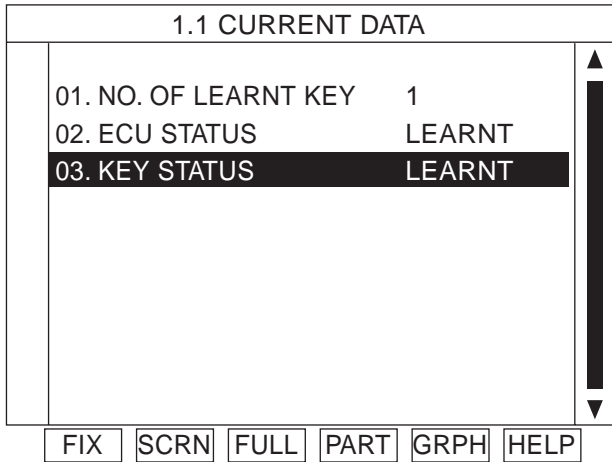 1.1 CURRENT DATA
01. NO. OF LEARNT KEY 1
02. ECU STATUS LEARNT
03. KEY STATUS LEARNT
FIX SCRN FULL PART GRPH HELP